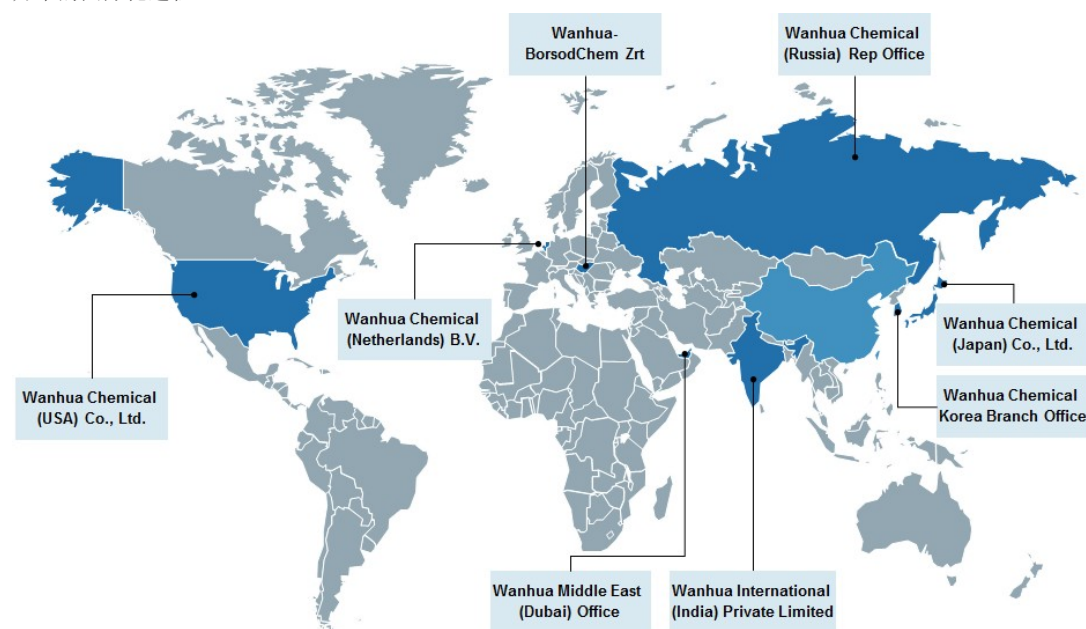 Wanhua-
BorsodChem Zrt
Wanhua Chemical
(Russia) Rep Office
Wanhua Chemical
(Netherlands) B.V.
Wanhua Chemical
(Japan) Co., Ltd.
Wanhua Chemical
(USA) Co., Ltd.
Wanhua Chemical
Korea Branch Office
Wanhua Middle East
(Dubai) Office
Wanhua International
(India) Private Limited